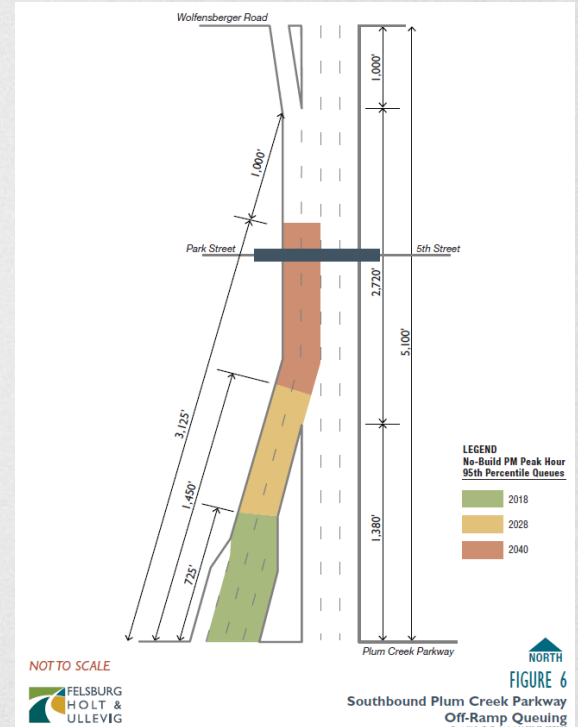 Wolfensberger Road
1,000'
1,000'
Park Street
5th Street
2,720'
5,100'
3,125'
1,450'
1,380'
725'
LEGEND
No-Build PM Peak Hour
95th Percentile Queues
2018
2028
2040
Plum Creek Parkway
NOT TO SCALE
NORTH
FELSBURG
HOLT &
ULLEVIG
FIGURE 6
Southbound Plum Creek Parkway
Off-Ramp Queuing